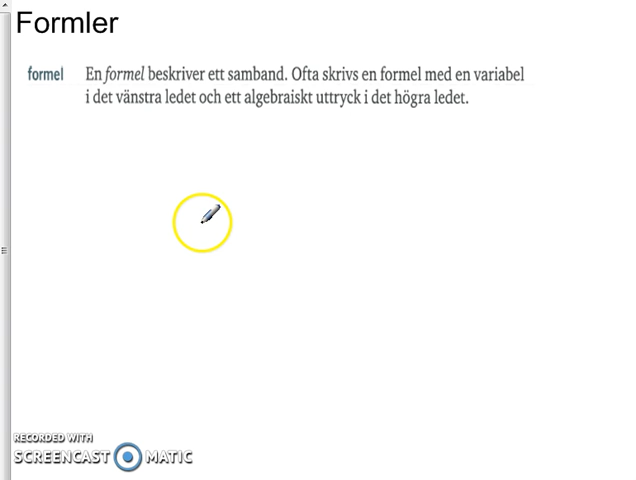 Formler
formel En formel beskriver ett samband. Ofta skrivs en formel med en variabel
i det vänstra ledet och ett algebraiskt uttryck i det högra ledet.
RECORDED WITH
SCREENCAST MATIC